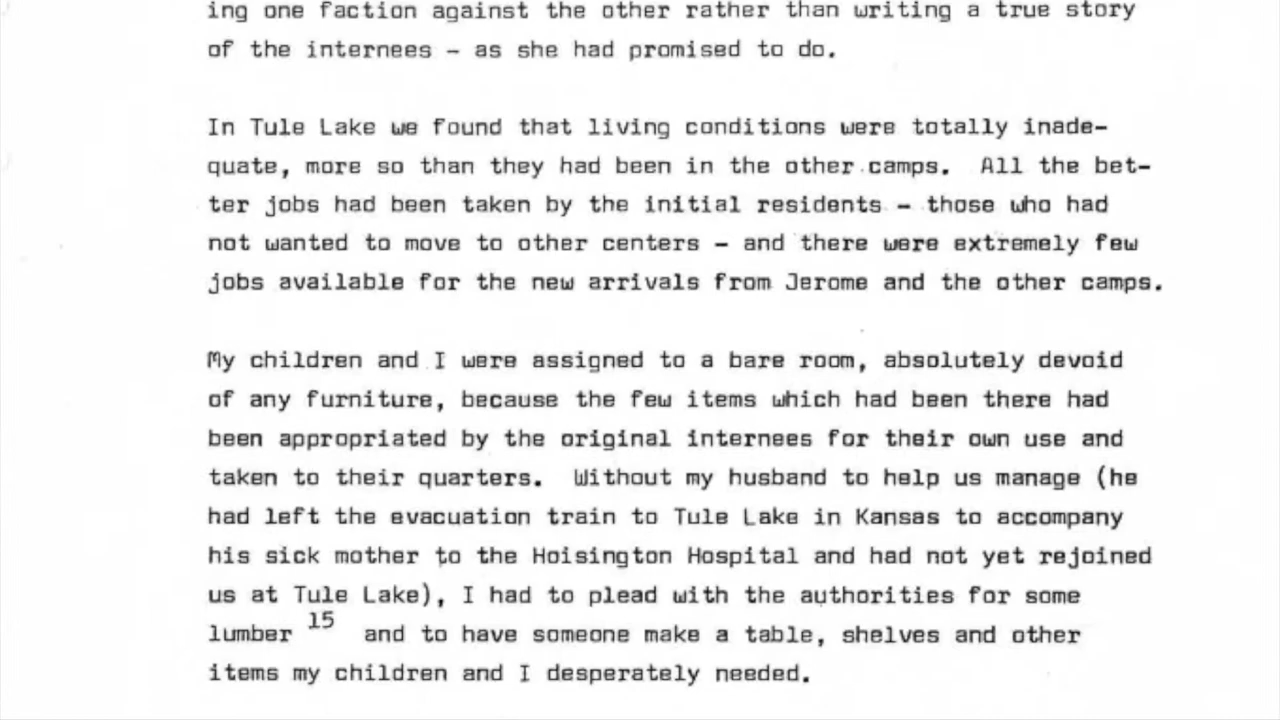 ing one faction against the other rather than writing a true story
of the internees - as she had promised to do.
In Tule Lake we found that living conditions were totally inade-
quate, more so than they had been in the other camps. All the bet-
ter jobs had been taken by the initial residents - those who had
not wanted to move to other centers - and there were extremely few
jobs available for the new arrivals from Jerome and the other camps.
My children and I were assigned to a bare room, absolutely devoid
of any furniture, because the few items which had been there had
been appropriated by the original internees for their own use and
taken to their quarters. Without my husband to help us manage (he
had left the evacuation train to Tule Lake in Kansas to accompany
his sick mother to the Hoisington Hospital and had not yet rejoined
us at Tule Lake), I had to plead with the authorities for some
lumber 15 and to have someone make a table, shelves and other
items my children and I desperately needed.